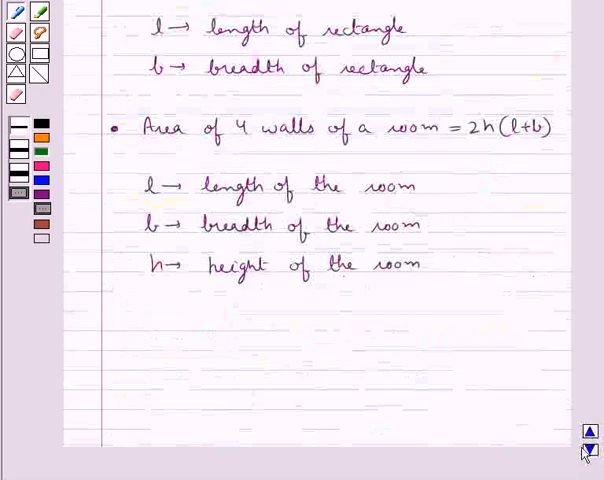 l → length of rectangle
b → breadth of rectangle
• Area of 4 walls of a room = 2h(l+b)
l → length of the room
b → breadth of the room
h → height of the room